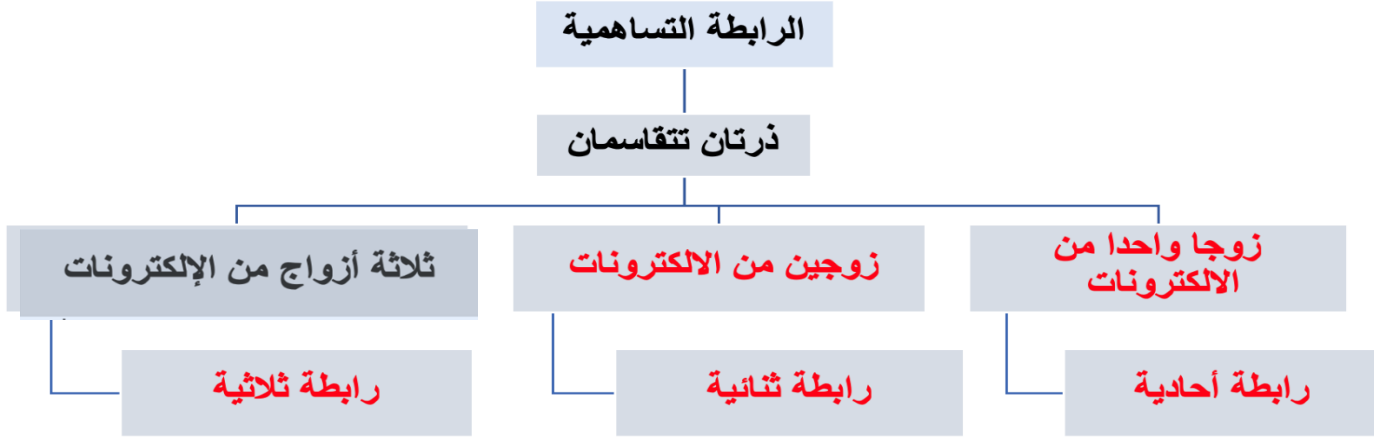 الرابطة التساهمية
ذرتان تتقاسمان
زوجا واحدا من
الالكترونات
زوجين من الالكترونات
ثلاثة أزواج من الإلكترونات
رابطة أحادية
رابطة ثنائية
رابطة ثلاثية